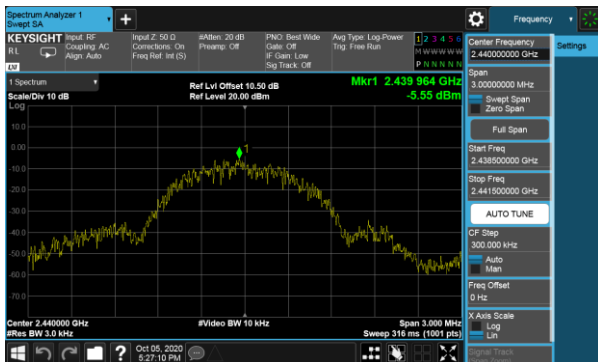 Spectrum Analyzer 1
Swept SA
Frequency
KEYSIGHT
RL
LXI
Input: RF
Coupling: AC
Align: Auto
Input Z: 50 Ω
Corrections: On
Freq Ref: Int (S)
#Atten: 20 dB
Preamp: Off
PNO: Best Wide
Gate: Off
IF Gain: Low
Sig Track: Off
Avg Type: Log-Power
Trig: Free Run
1 2 3 4 5 6
M W W W W W
P N N N N N
1 Spectrum
Scale/Div 10 dB
Log
Ref Lvl Offset 10.50 dB
Ref Level 20.00 dBm
Mkr1 2.439 964 GHz
-5.55 dBm
10.0
0.00
-10.0
-20.0
-30.0
-40.0
-50.0
-60.0
-70.0
1
Center 2.440000 GHz
#Res BW 3.0 kHz
#Video BW 10 kHz
Span 3.000 MHz
Sweep 316 ms (1001 pts)
Oct 05, 2020
5:27:10 PM
?
Center Frequency
2.440000000 GHz
Settings
Span
3.00000000 MHz
Swept Span
Zero Span
Full Span
Start Freq
2.438500000 GHz
Stop Freq
2.441500000 GHz
AUTO TUNE
CF Step
300.000 kHz
Auto
Man
Freq Offset
0 Hz
X Axis Scale
Log
Lin
Signal Track